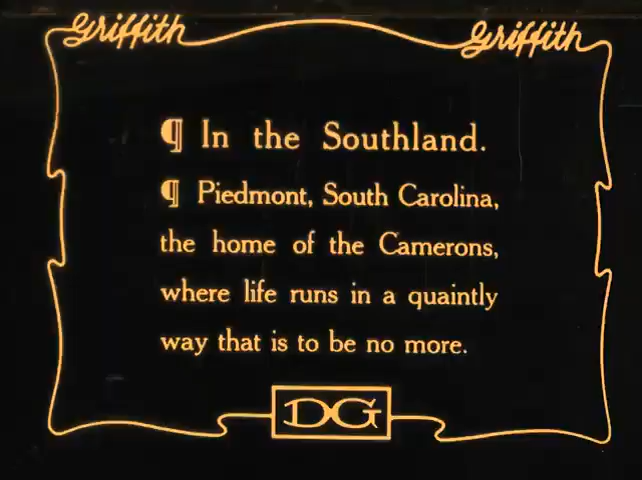 Griffith Griffith
¶ In the Southland.
¶ Piedmont, South Carolina,
the home of the Camerons,
where life runs in a quaintly
way that is to be no more.
DG